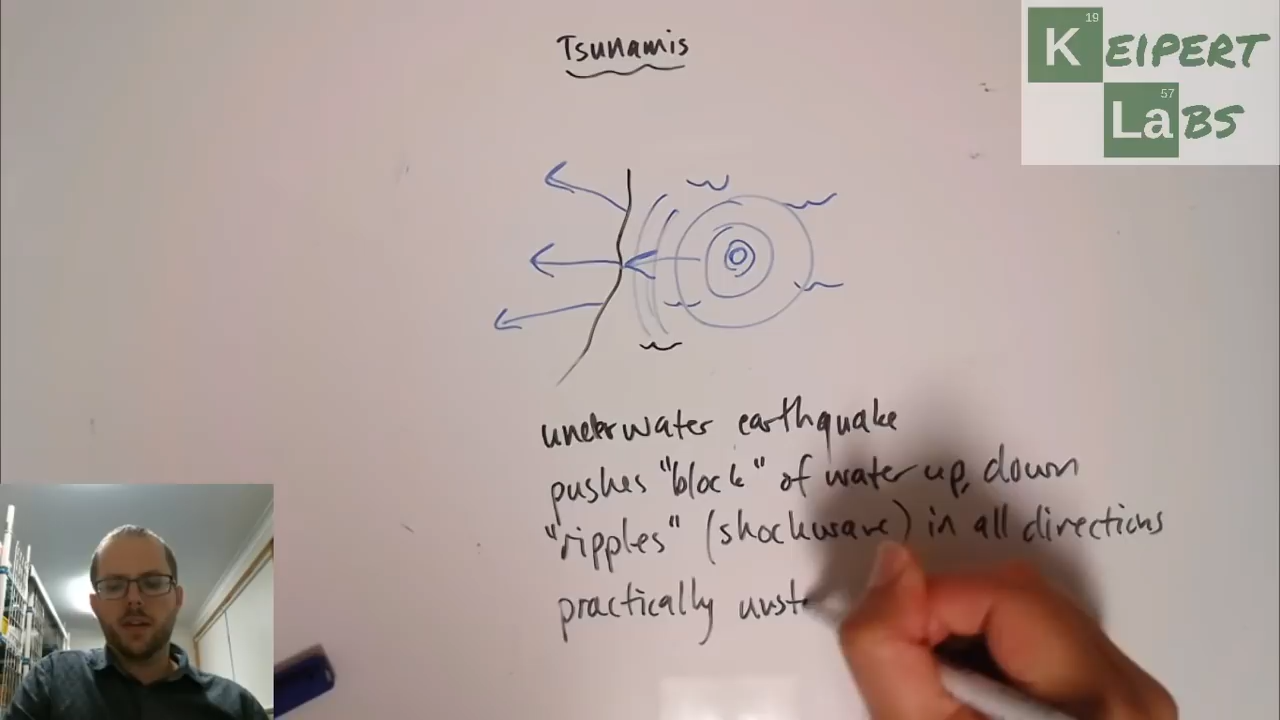 Tsunamis
19
KEIPERT
57
LaBS
underwater earthquake
pushes "block" of water up, down
"ripples" (shockwave) in all directions
practically